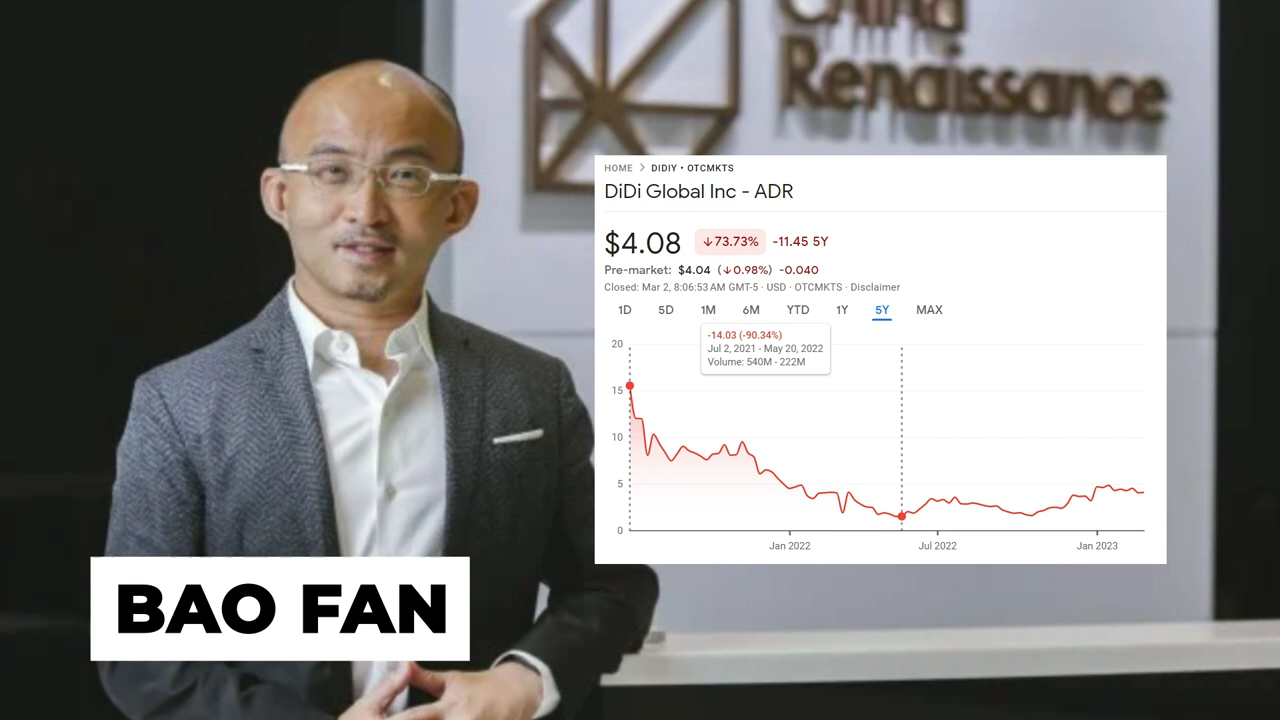 China
Renaissance
HOME > DIDIY • OTCMKTS
DiDi Global Inc - ADR
$4.08 ↓73.73% -11.45 5Y
Pre-market: $4.04 (↓0.98%) -0.040
Closed: Mar 2, 8:06:53 AM GMT-5 · USD · OTCMKTS · Disclaimer
1D 5D 1M 6M YTD 1Y 5Y MAX
-14.03 (-90.34%)
Jul 2, 2021 - May 20, 2022
Volume: 540M - 222M
20
15
10
5
0
Jan 2022 Jul 2022 Jan 2023
BAO FAN